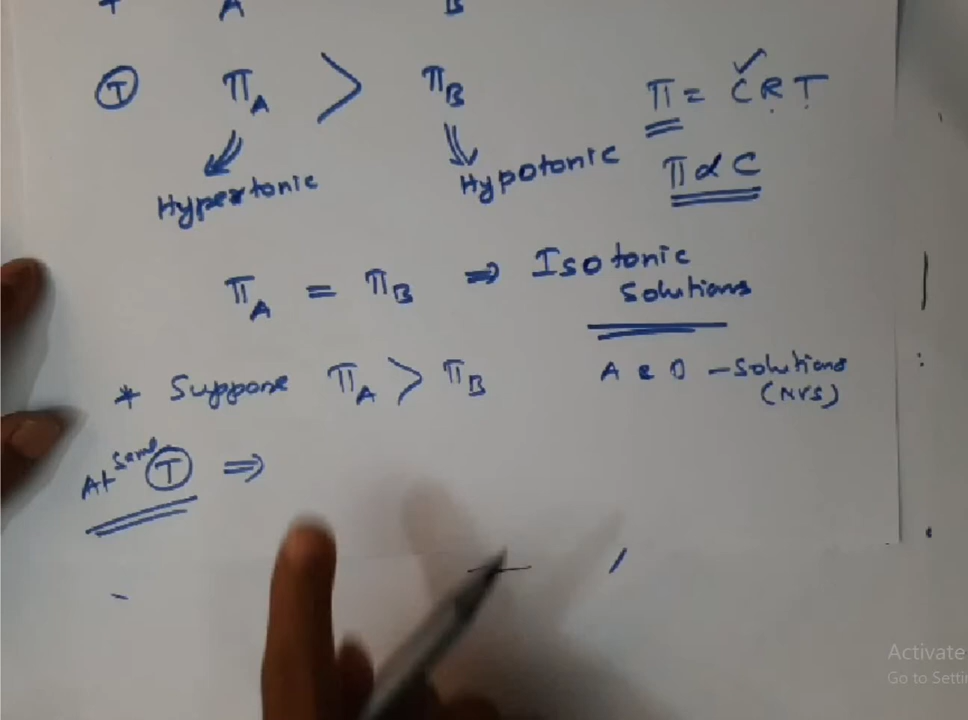 T A B
T π_A > π_B π = CRT
Hypertonic Hypotonic π α C
π_A = π_B ⇒ Isotonic
Solutions
* Suppose π_A > π_B A & B - Solutions
(NVS)
At same T ⇒
Activate
Go to Settin